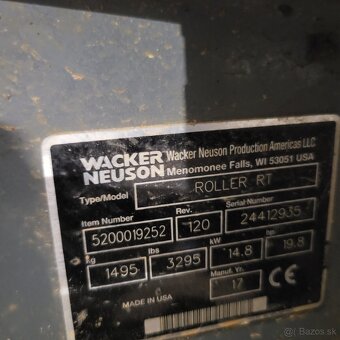 WACKER NEUSON
Wacker Neuson Production Americas LLC
Menomonee Falls, WI 53051 USA
Type/Model ROLLER RT
Item Number Rev. Serial Number
5200019252 120 24412935
kg lbs kW hp
1495 3295 14.8 19.8
Manuf. Yr.
17
MADE IN USA
CE
Bazos.sk